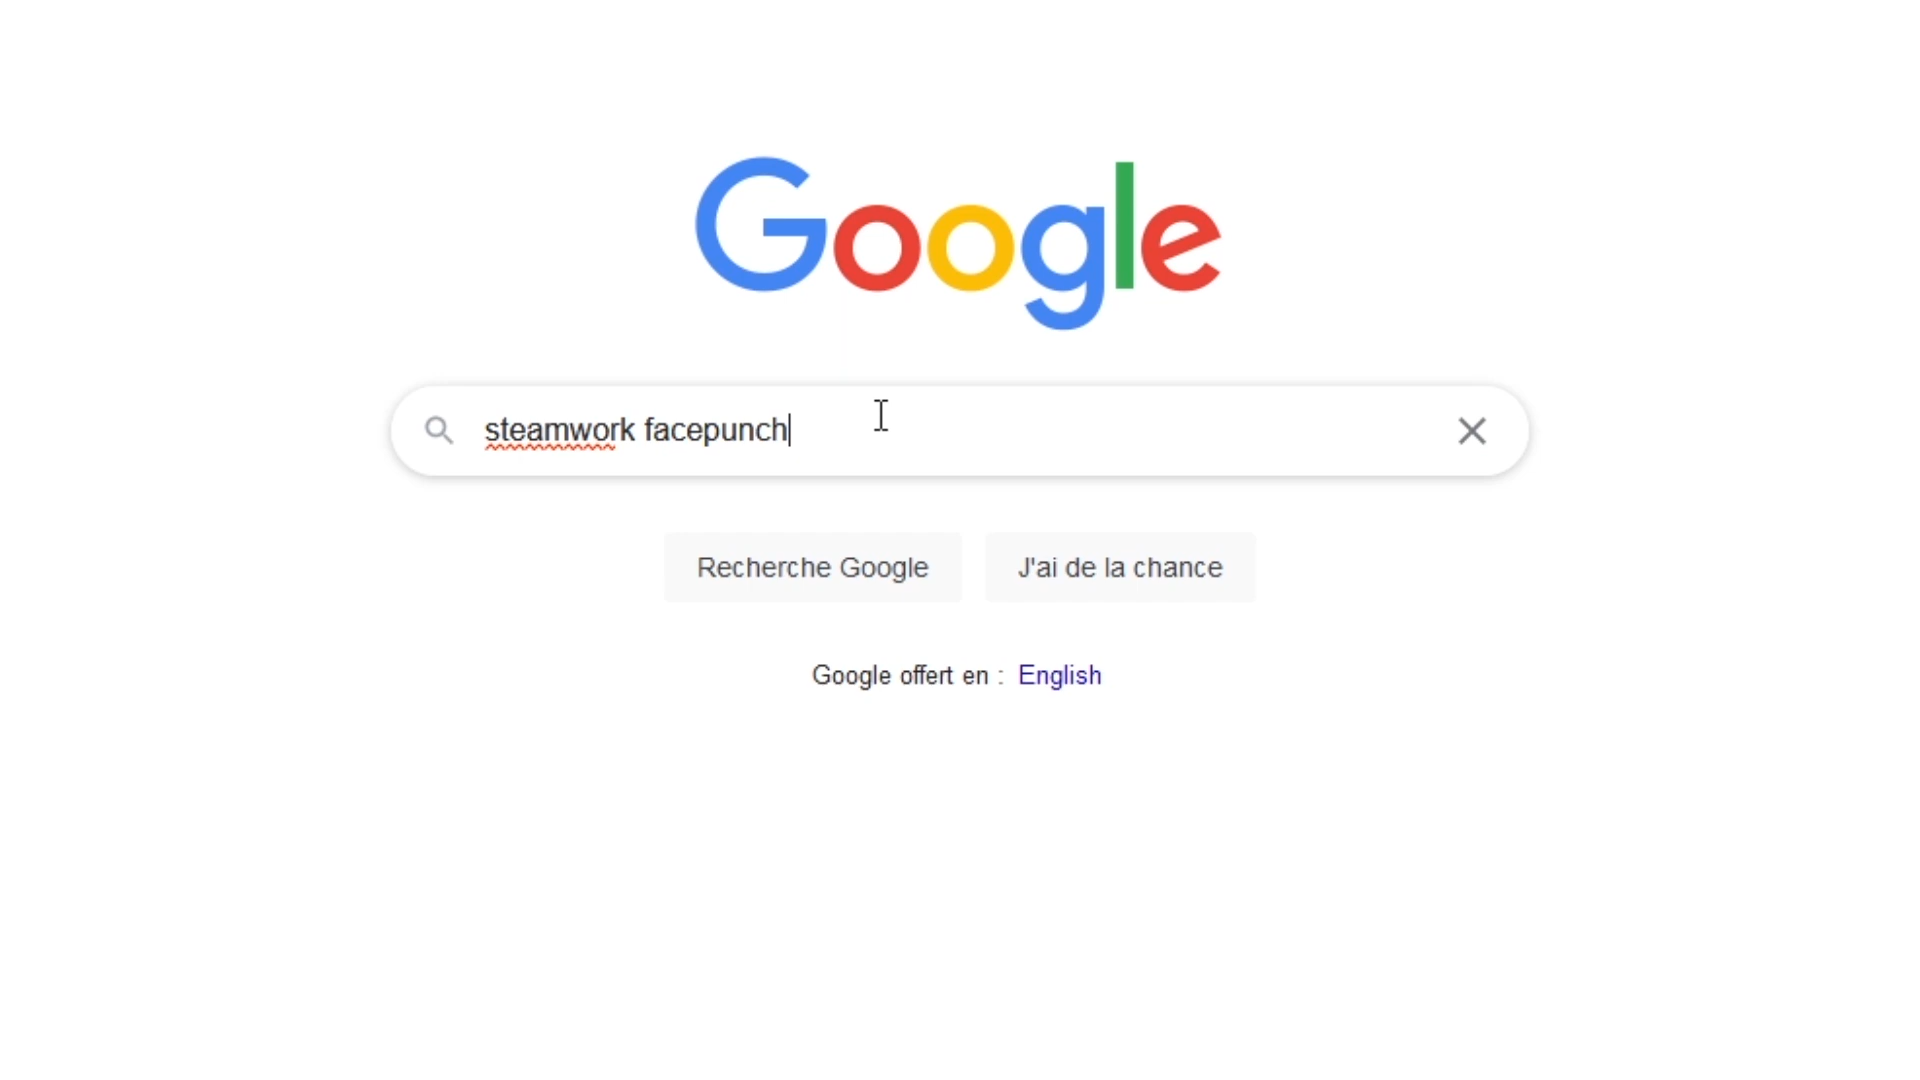 Google
steamwork facepunch
Recherche Google
J'ai de la chance
Google offert en : English